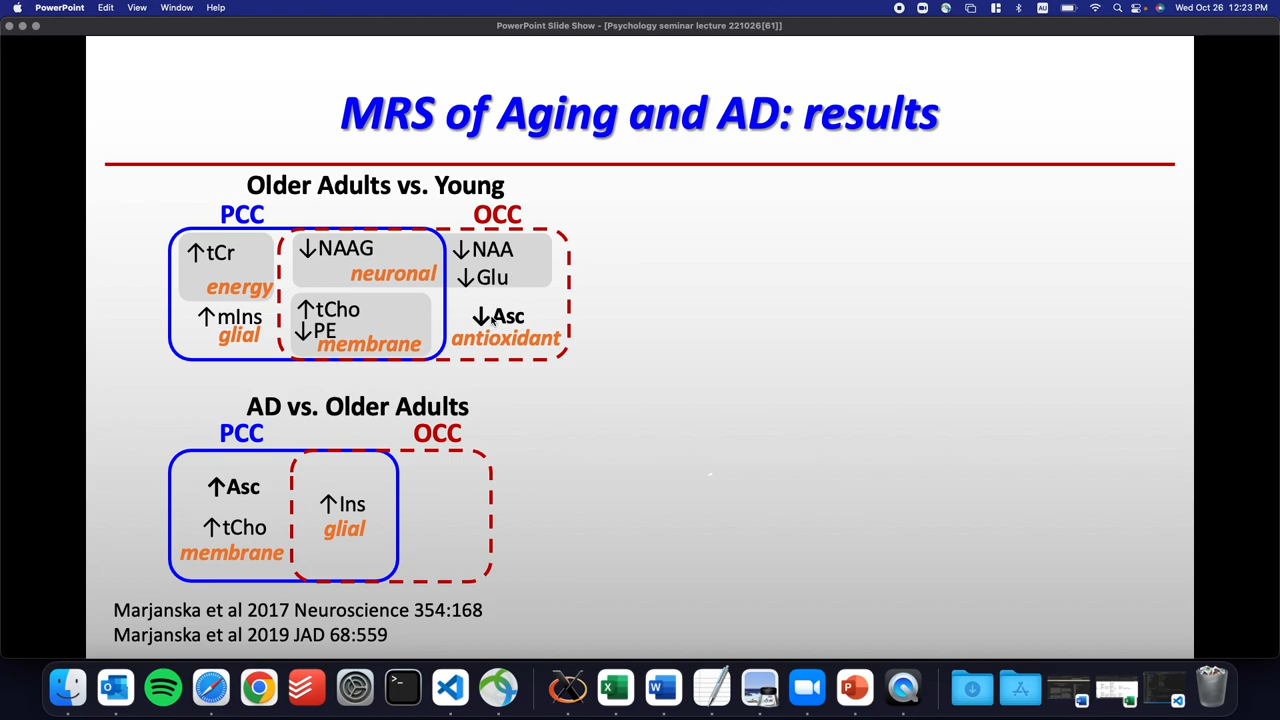 PowerPoint Edit View Window Help AU Wed Oct 26 12:23 PM
PowerPoint Slide Show - [Psychology seminar lecture 221026[61]]
MRS of Aging and AD: results
Older Adults vs. Young
PCC OCC
↑tCr ↓NAAG ↓NAA
energy neuronal ↓Glu
↑mIns ↑tCho ↓Asc
glial ↓PE antioxidant
membrane
AD vs. Older Adults
PCC OCC
↑Asc ↑Ins
↑tCho glial
membrane
Marjanska et al 2017 Neuroscience 354:168
Marjanska et al 2019 JAD 68:559